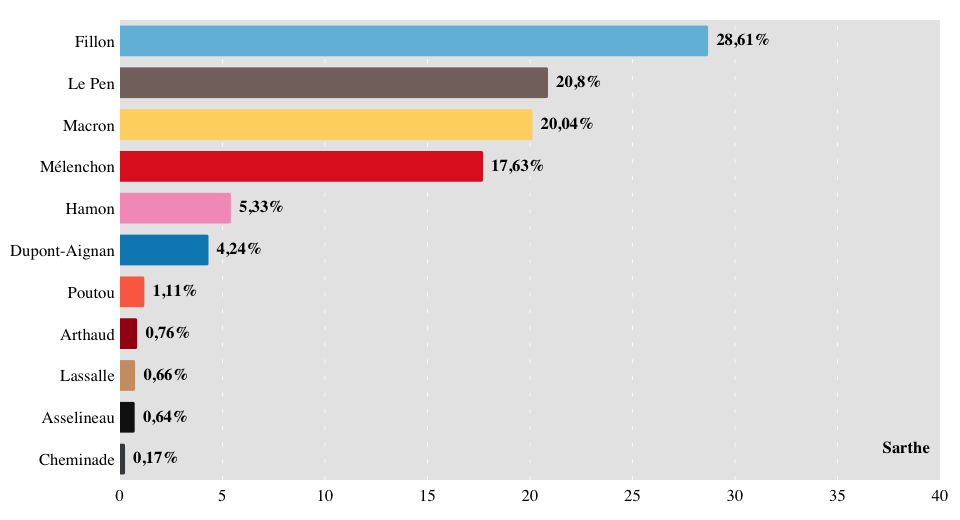 Fillon 28,61%
Le Pen 20,8%
Macron 20,04%
Mélenchon 17,63%
Hamon 5,33%
Dupont-Aignan 4,24%
Poutou 1,11%
Arthaud 0,76%
Lassalle 0,66%
Asselineau 0,64%
Sarthe
Cheminade 0,17%
0 5 10 15 20 25 30 35 40